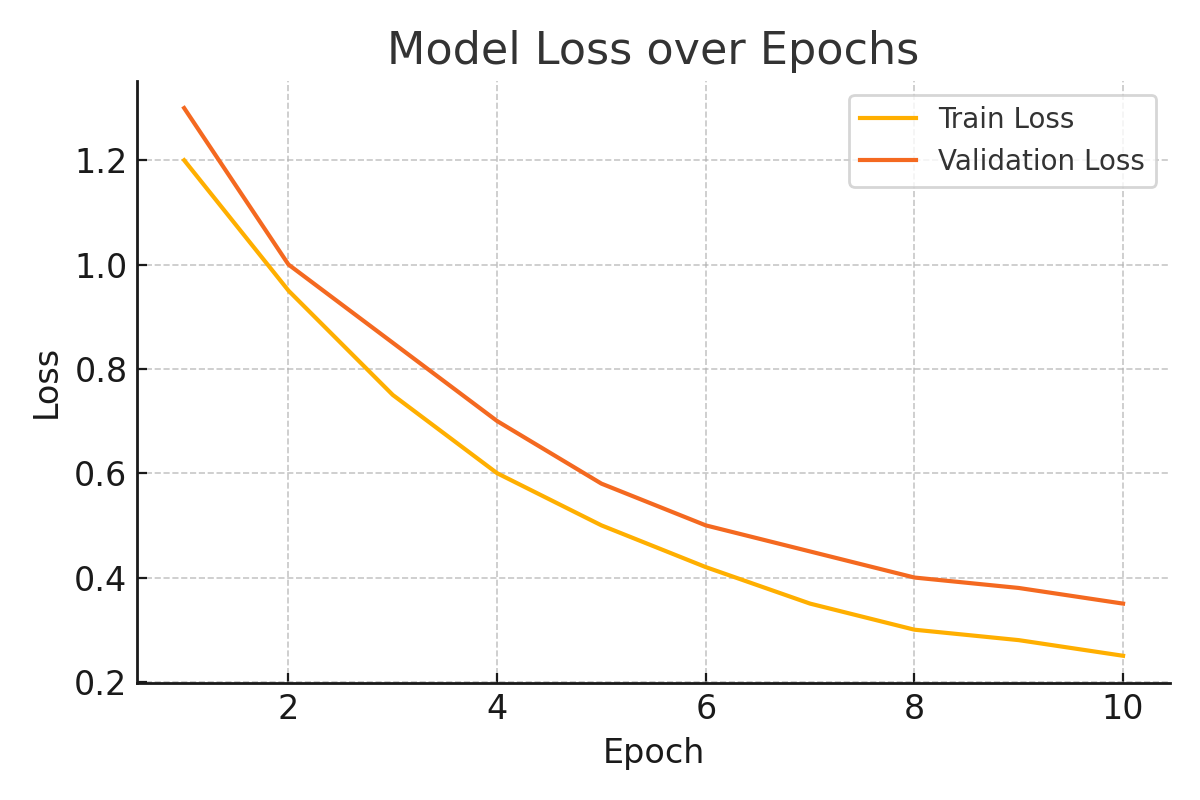 Model Loss over Epochs
Train Loss
Validation Loss
1.2
1.0
0.8
0.6
0.4
0.2
Loss
2 4 6 8 10
Epoch